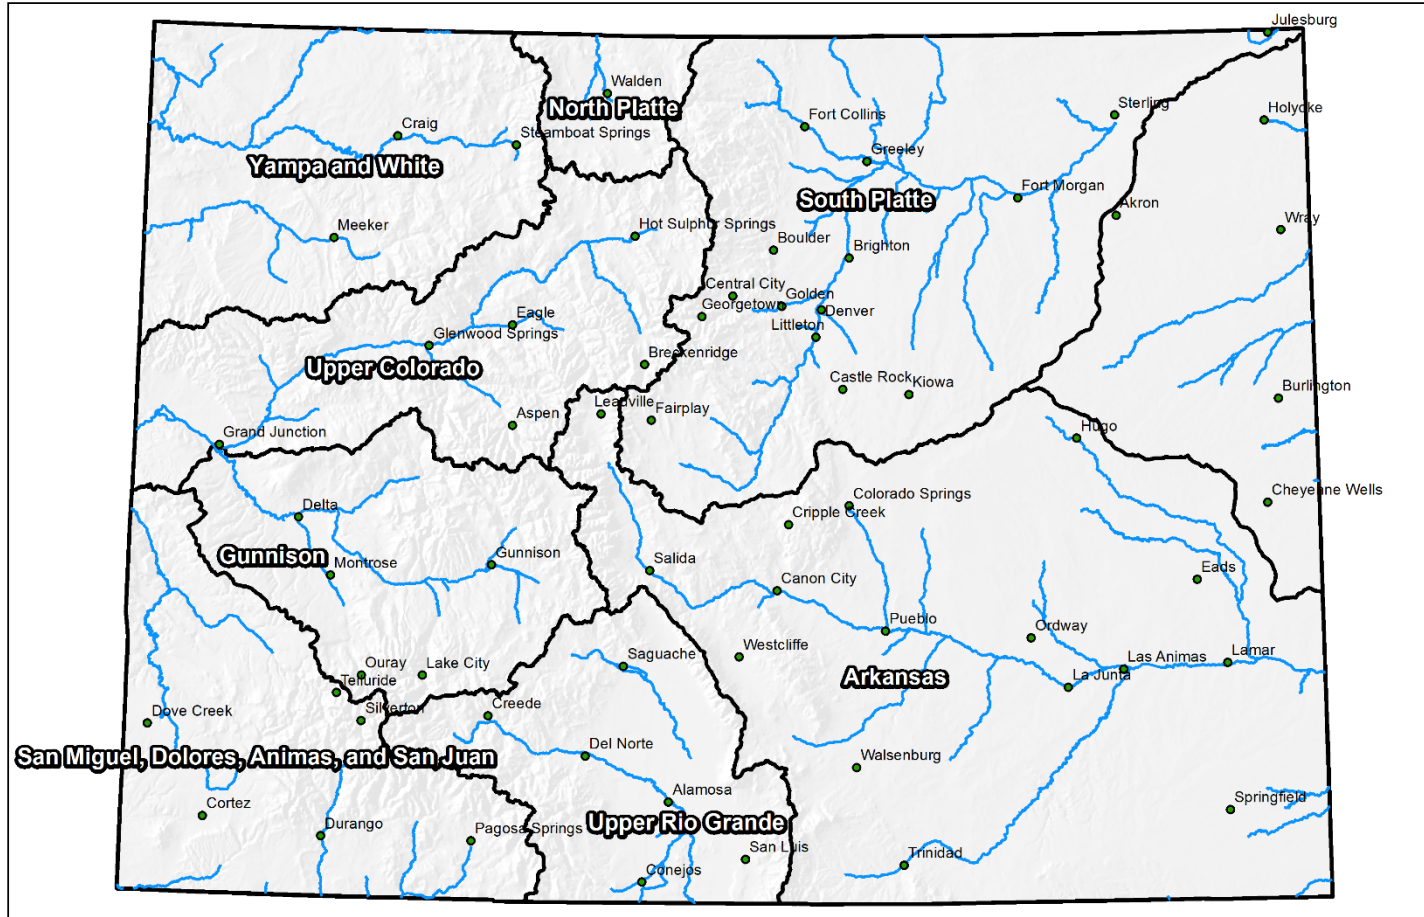 Julesburg
Walden
North Platte
Sterling
Holyoke
Craig
Steamboat Springs
Fort Collins
Yampa and White
Greeley
South Platte
Fort Morgan
Akron
Wray
Meeker
Hot Sulphur Springs
Boulder
Brighton
Central City
Golden
Georgetown
Denver
Eagle
Glenwood Springs
Littleton
Upper Colorado
Breckenridge
Castle Rock
Kiowa
Burlington
Leadville
Aspen
Fairplay
Grand Junction
Hugo
Delta
Colorado Springs
Cheyenne Wells
Cripple Creek
Gunnison
Gunnison
Montrose
Salida
Canon City
Eads
Pueblo
Ordway
Westcliffe
Saguache
Ouray
Lake City
Telluride
Arkansas
Las Animas
Lamar
La Junta
Dove Creek
Silverton
Creede
San Miguel, Dolores, Animas, and San Juan
Del Norte
Walsenburg
Alamosa
Springfield
Cortez
Durango
Pagosa Springs
Upper Rio Grande
San Luis
Trinidad
Conejos